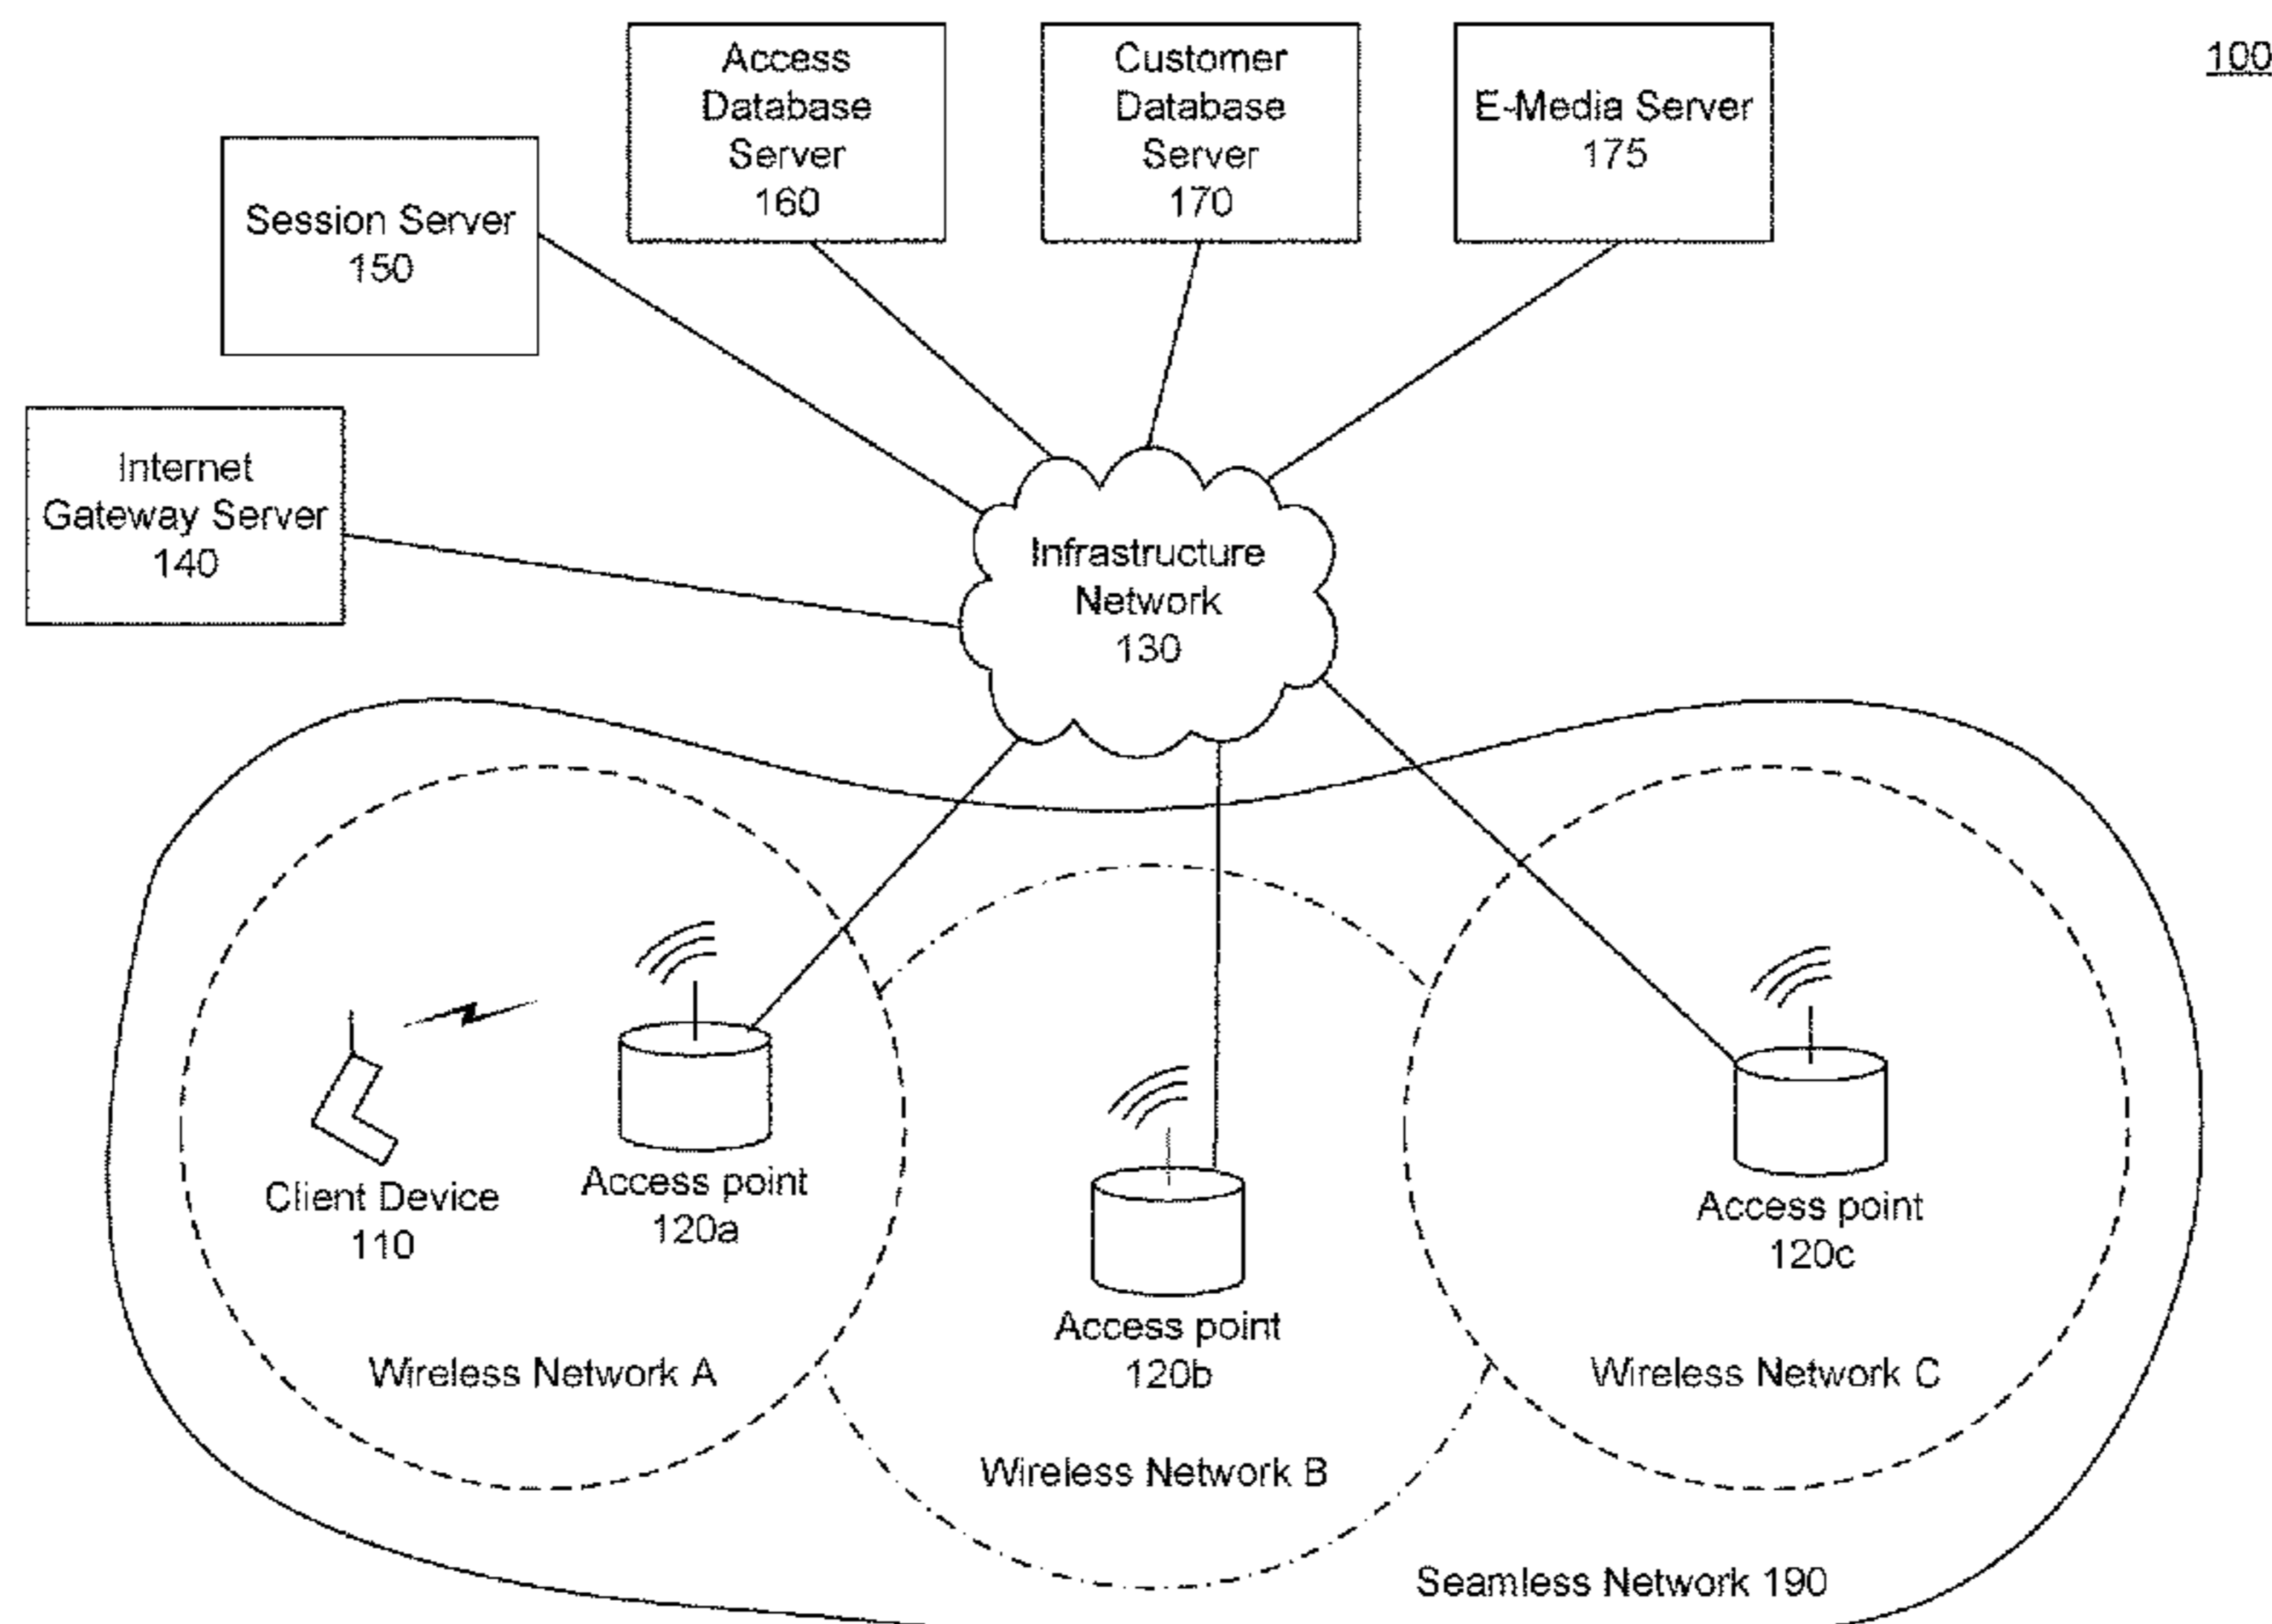 100
Access
Database
Server
160
Customer
Database
Server
170
E-Media Server
175
Session Server
150
Internet
Gateway Server
140
Infrastructure
Network
130
Client Device
110
Access point
120a
Access point
120b
Access point
120c
Wireless Network A
Wireless Network B
Wireless Network C
Seamless Network 190